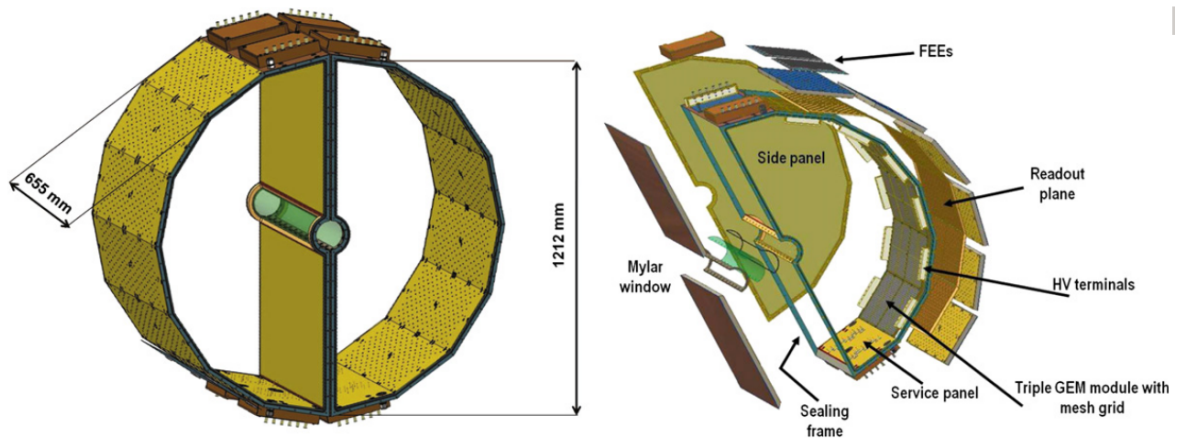 655 mm
1212 mm
FEEs
Side panel
Readout
plane
Mylar
window
HV terminals
Service panel
Triple GEM module with
mesh grid
Sealing
frame